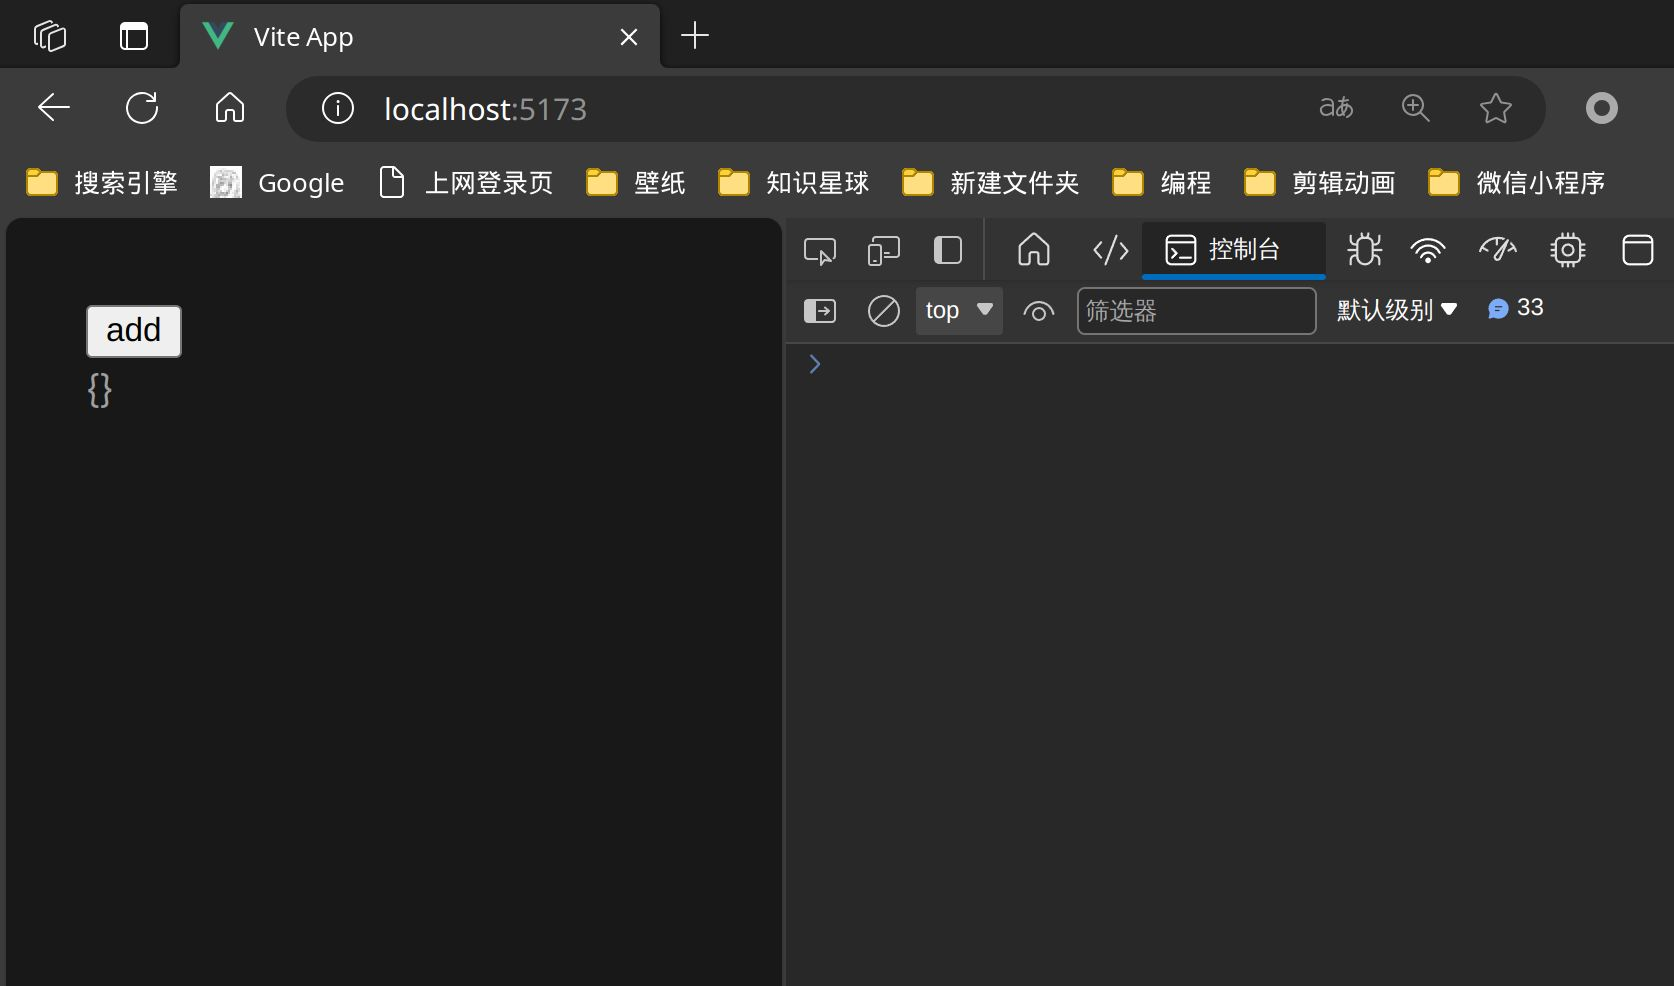 Vite App
localhost:5173
aあ
搜索引擎 Google 上网登录页 壁纸 知识星球 新建文件夹 编程 剪辑动画 微信小程序
控制台
top 筛选器 默认级别 33
add
{}